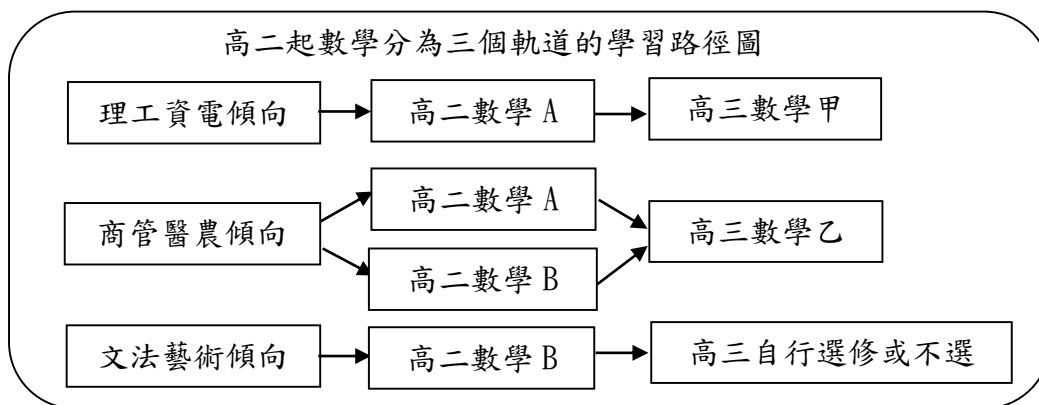 高二起數學分為三個軌道的學習路徑圖
理工資電傾向
高二數學 A
高三數學甲
商管醫農傾向
高二數學 A
高二數學 B
高三數學乙
文法藝術傾向
高二數學 B
高三自行選修或不選